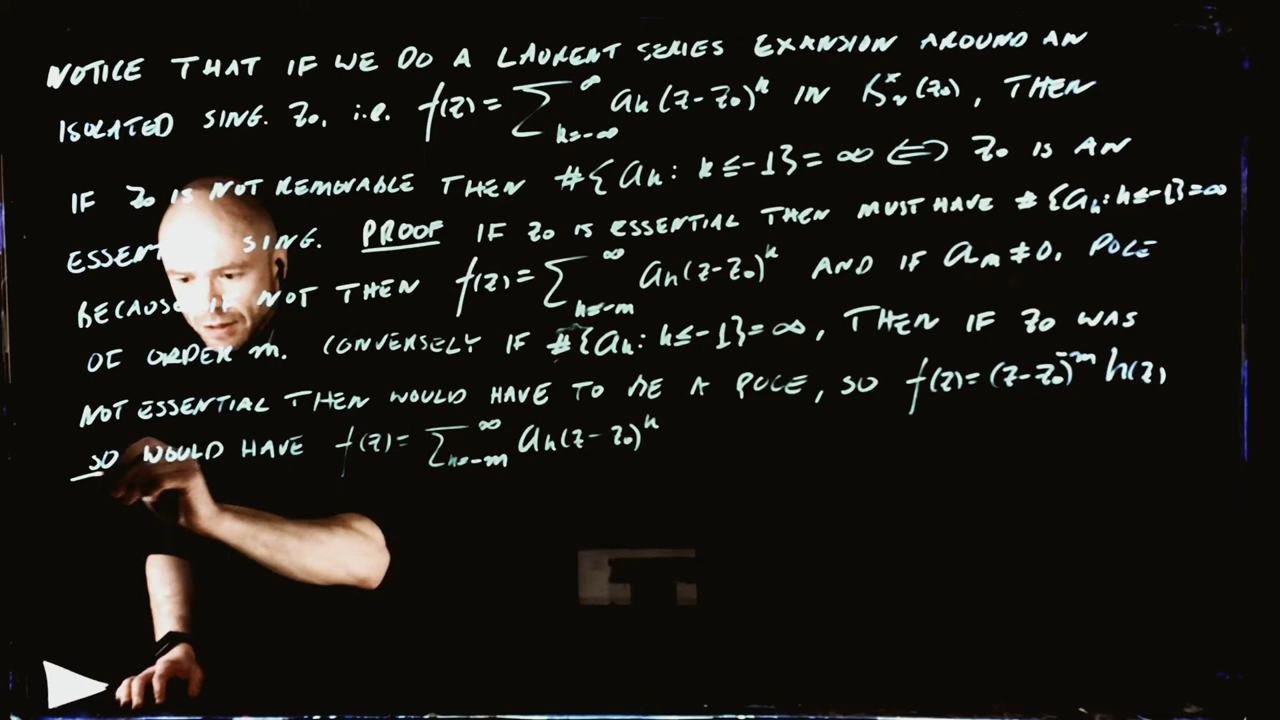 NOTICE THAT IF WE DO A LAURENT SERIES EXANSION AROUND AN
ISOLATED SING. z₀, i.e. f(z) = ∑_{k=-∞}^{∞} a_k (z-z₀)^k IN B_r^*(z₀), THEN
IF z₀ IS NOT REMOVABLE THEN #{a_k: k ≤ -1} = ∞ ⟺ z₀ IS AN
SING. PROOF IF z₀ IS ESSENTIAL THEN MUST HAVE #{a_k: k ≤ -1} = ∞
BECAUSE IF NOT THEN f(z) = ∑_{k=-m}^{∞} a_k (z-z₀)^k AND IF a_m ≠ 0. POLE
OF ORDER m. CONVERSELY IF #{a_k: k ≤ -1} = ∞, THEN IF z₀ WAS
NOT ESSENTIAL THEN WOULD HAVE TO BE A POLE, SO f(z) = (z-z₀)^{-m} h(z)
SO WOULD HAVE f(z) = ∑_{k=-m}^{∞} a_k (z-z₀)^k